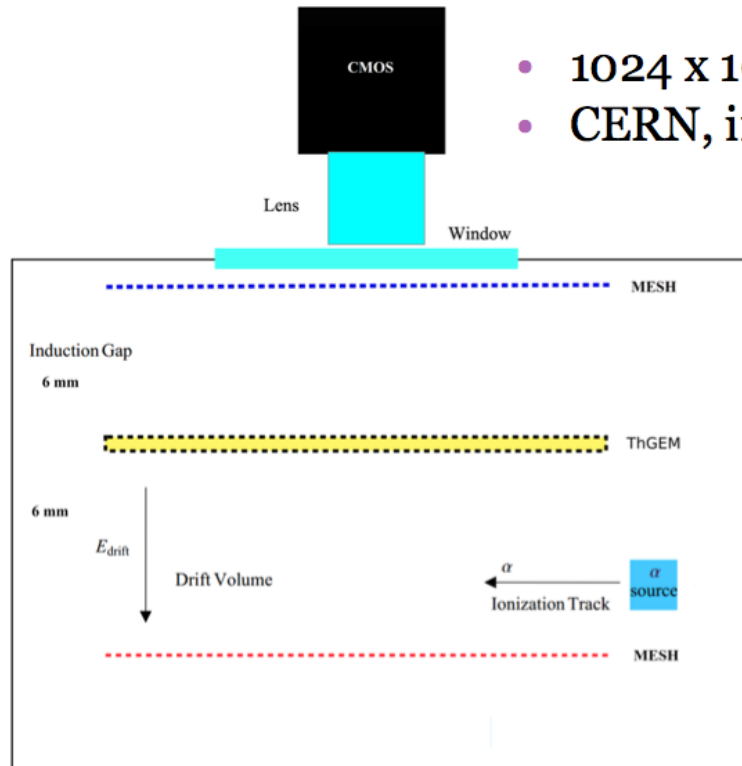 CMOS
• 1024 x
• CERN,
Lens
Window
MESH
Induction Gap
6 mm
ThGEM
6 mm
Edrift
Drift Volume
α
α
source
Ionization Track
MESH